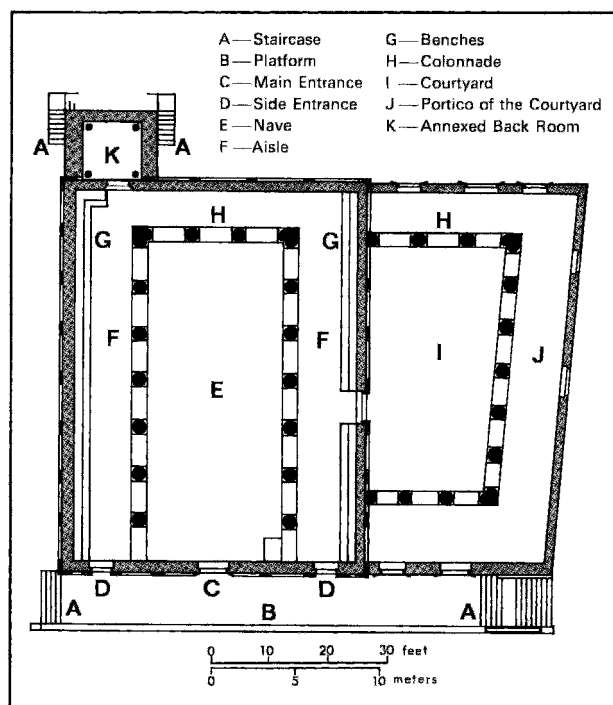 A—Staircase
B—Platform
C—Main Entrance
D—Side Entrance
E—Nave
F—Aisle
G—Benches
H—Colonnade
I—Courtyard
J—Portico of the Courtyard
K—Annexed Back Room
A K A
H H
G G
F F I J
E
D C D
A B A
0 10 20 30 feet
0 5 10 meters